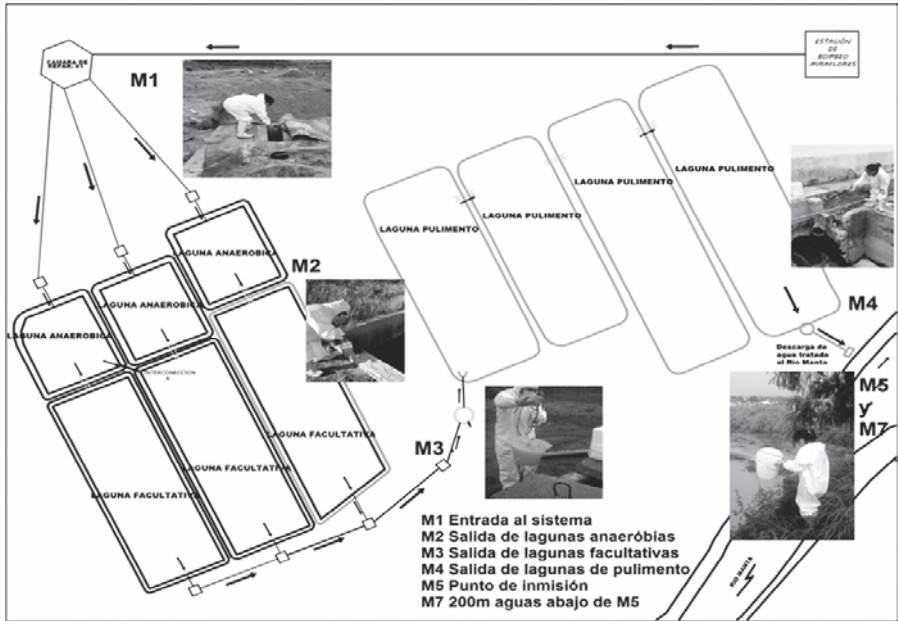 ESTACIÓN
DE
BOMBEO
MIRAFLORES
CAMARA DE
M1
LAGUNA PULIMENTO
LAGUNA PULIMENTO
LAGUNA PULIMENTO
LAGUNA PULIMENTO
LAGUNA ANAEROBICA
M2
LAGUNA ANAEROBICA
LAGUNA ANAEROBICA
INTERCONECCION
A
M4
Descarga de
agua tratada
al Rio Manta
M5
y
M7
LAGUNA FACULTATIVA
M3
LAGUNA FACULTATIVA
LAGUNA FACULTATIVA
M1 Entrada al sistema
M2 Salida de lagunas anaeróbias
M3 Salida de lagunas facultativas
M4 Salida de lagunas de pulimento
M5 Punto de inmisión
M7 200m aguas abajo de M5
RIO MANTA